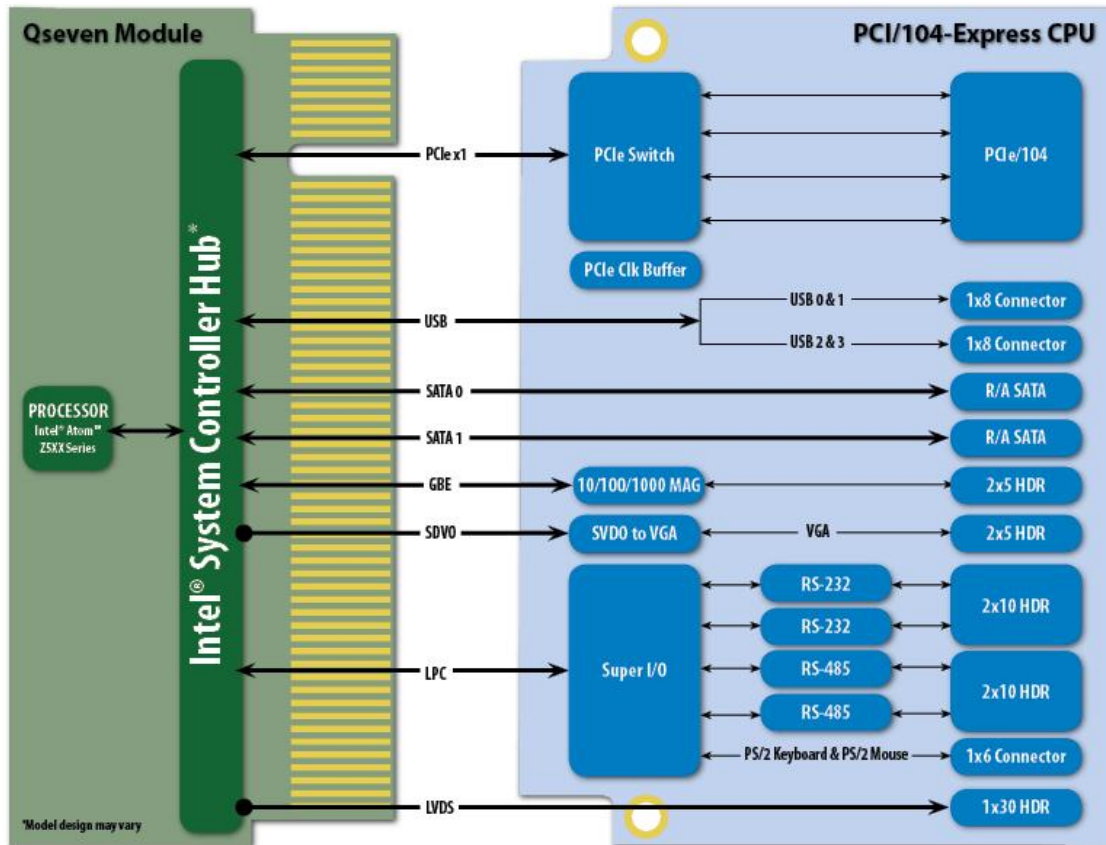 Qseven Module
PCI/104-Express CPU
Intel® System Controller Hub*
PROCESSOR
Intel® Atom™
Z5XX Series
PCIe x1
PCIe Switch
PCIe/104
PCIe Clk Buffer
USB
USB 0 & 1
1x8 Connector
USB 2 & 3
1x8 Connector
SATA 0
R/A SATA
SATA 1
R/A SATA
GBE
10/100/1000 MAG
2x5 HDR
SDVO
SVDO to VGA
VGA
2x5 HDR
LPC
Super I/O
RS-232
RS-232
2x10 HDR
RS-485
RS-485
2x10 HDR
PS/2 Keyboard & PS/2 Mouse
1x6 Connector
LVDS
1x30 HDR
*Model design may vary